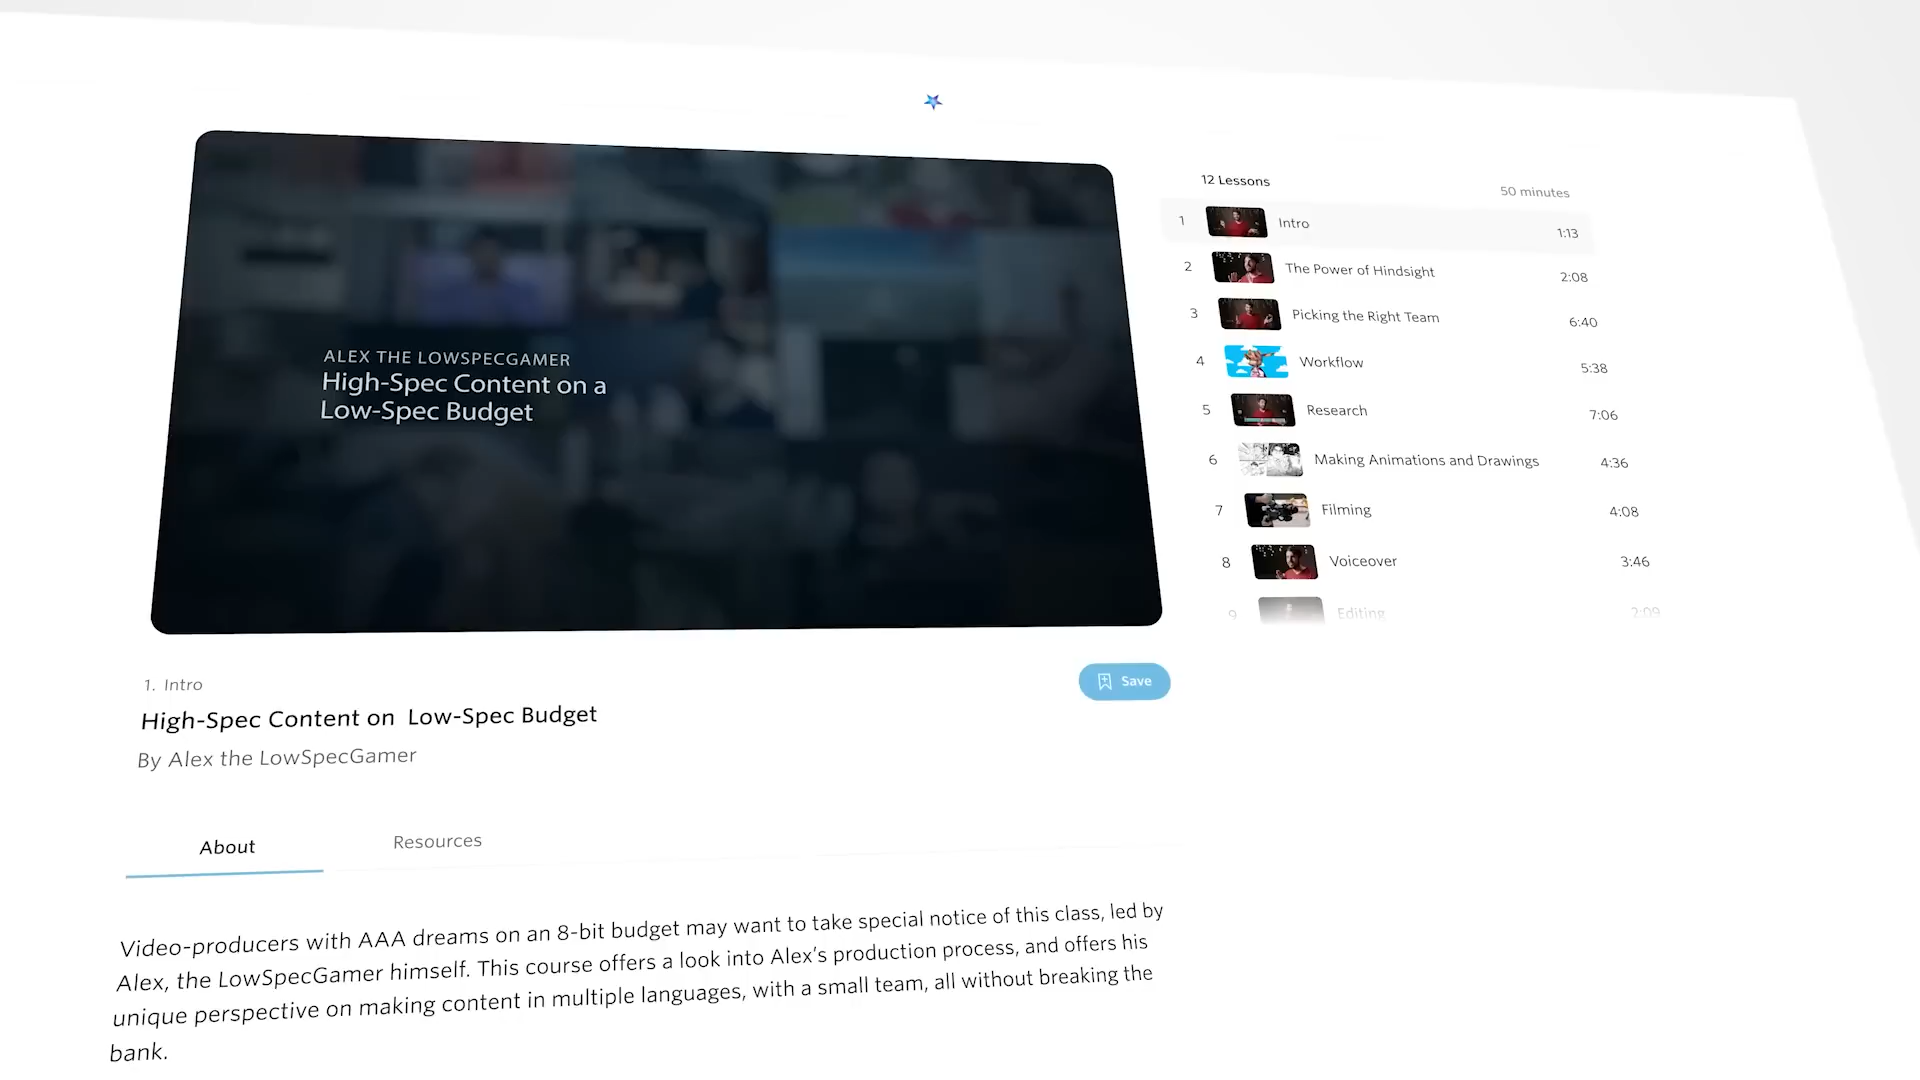 ALEX THE LOWSPECGAMER
High-Spec Content on a
Low-Spec Budget
12 Lessons 50 minutes
1 Intro 1:13
2 The Power of Hindsight 2:08
3 Picking the Right Team 6:40
4 Workflow 5:38
5 Research 7:06
6 Making Animations and Drawings 4:36
7 Filming 4:08
8 Voiceover 3:46
9 Editing 2:09
1. Intro
Save
High-Spec Content on Low-Spec Budget
By Alex the LowSpecGamer
About Resources
Video-producers with AAA dreams on an 8-bit budget may want to take special notice of this class, led by
Alex, the LowSpecGamer himself. This course offers a look into Alex's production process, and offers his
unique perspective on making content in multiple languages, with a small team, all without breaking the
bank.